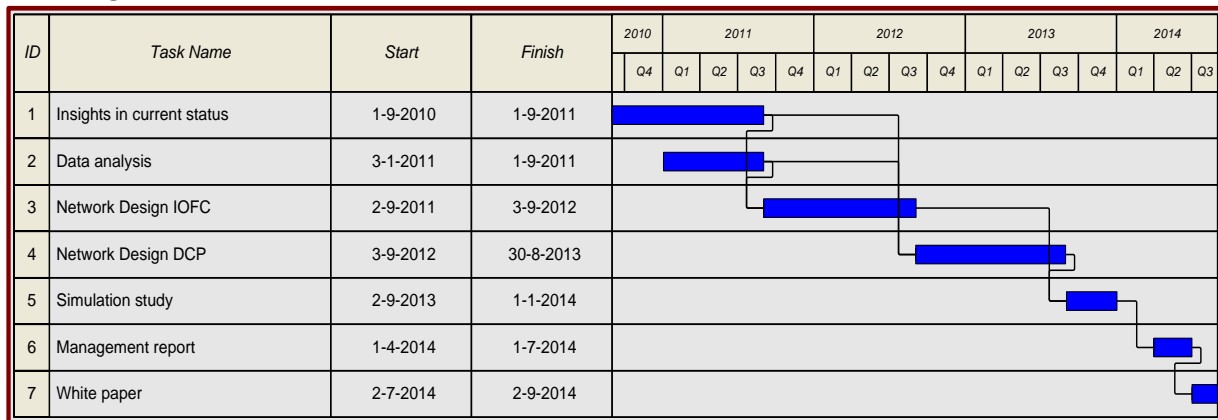 ID Task Name Start Finish 2010 2011 2012 2013 2014
Q4 Q1 Q2 Q3 Q4 Q1 Q2 Q3 Q4 Q1 Q2 Q3 Q4 Q1 Q2 Q3
1 Insights in current status 1-9-2010 1-9-2011
2 Data analysis 3-1-2011 1-9-2011
3 Network Design IOFC 2-9-2011 3-9-2012
4 Network Design DCP 3-9-2012 30-8-2013
5 Simulation study 2-9-2013 1-1-2014
6 Management report 1-4-2014 1-7-2014
7 White paper 2-7-2014 2-9-2014